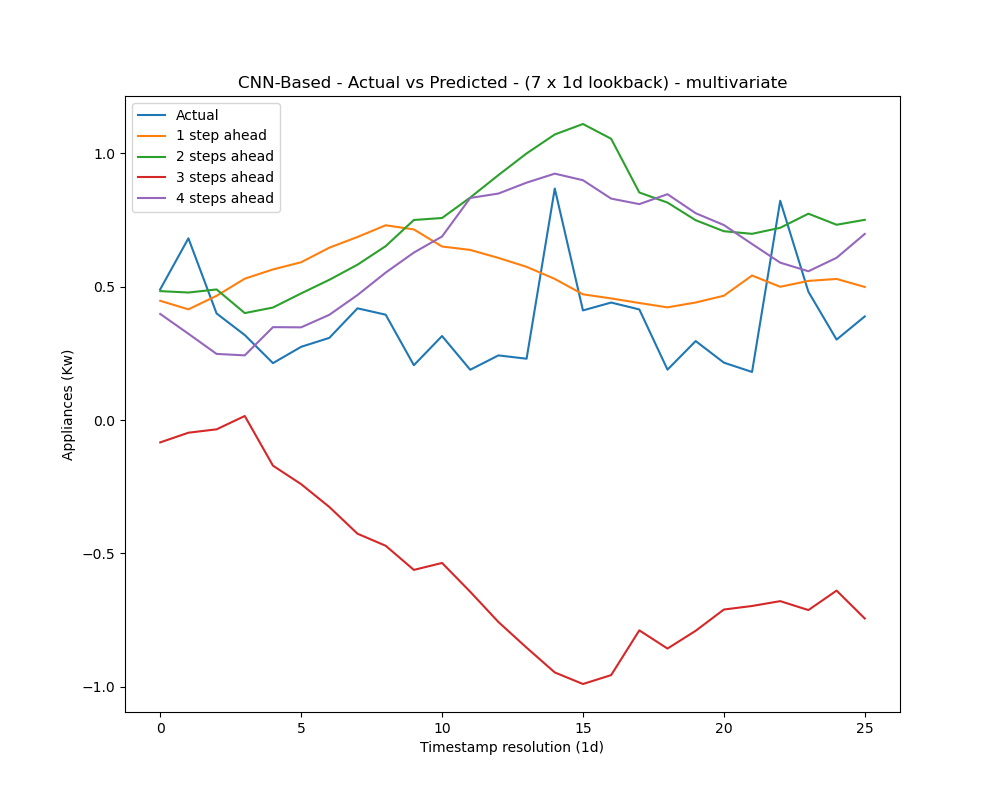 CNN-Based - Actual vs Predicted - (7 x 1d lookback) - multivariate
Actual
1 step ahead
2 steps ahead
3 steps ahead
4 steps ahead
1.0
0.5
0.0
−0.5
−1.0
Appliances (Kw)
0 5 10 15 20 25
Timestamp resolution (1d)